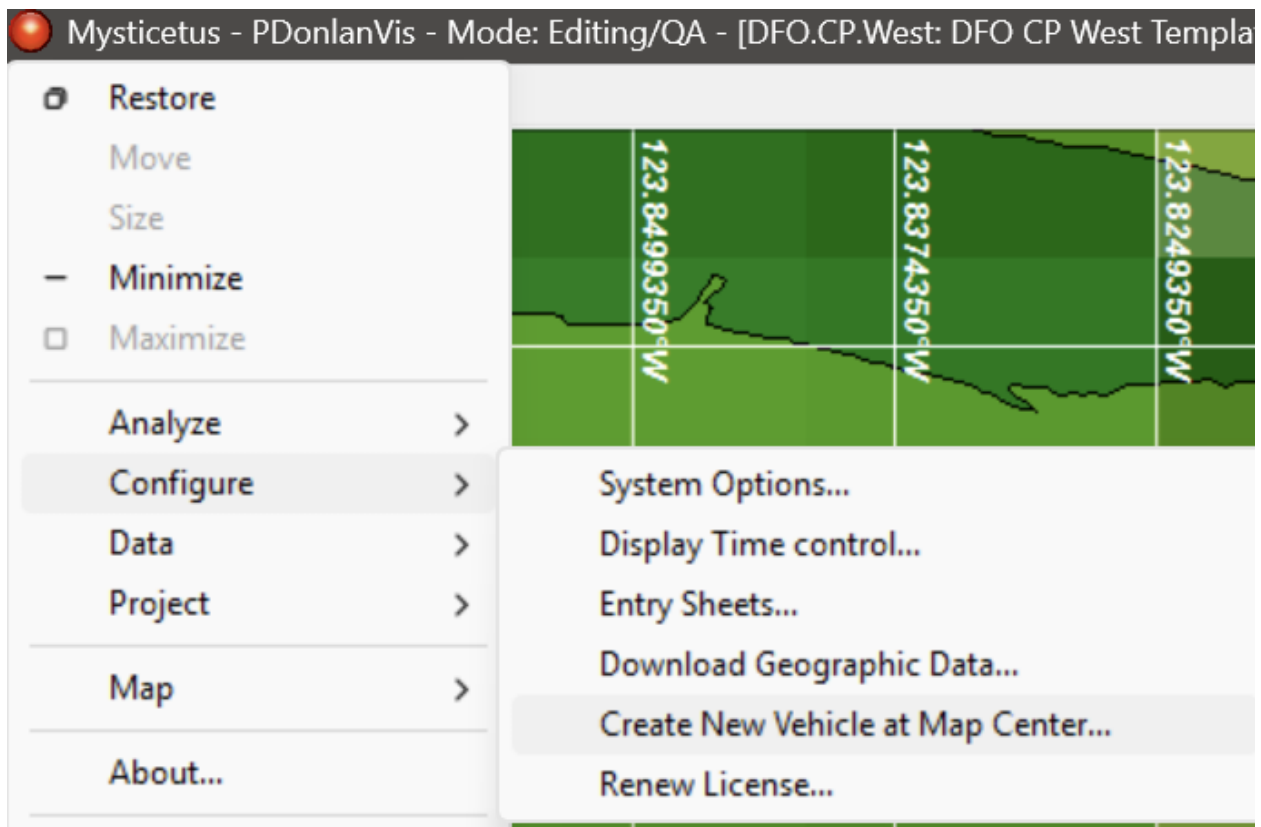 Mysticetus - PDonlanVis - Mode: Editing/QA - [DFO.CP.West: DFO CP West Templa
Restore
Move
Size
Minimize
Maximize
Analyze
Configure
Data
Project
Map
About...
123.8499350°W
123.8374350°W
123.8249350°W
System Options...
Display Time control...
Entry Sheets...
Download Geographic Data...
Create New Vehicle at Map Center...
Renew License...